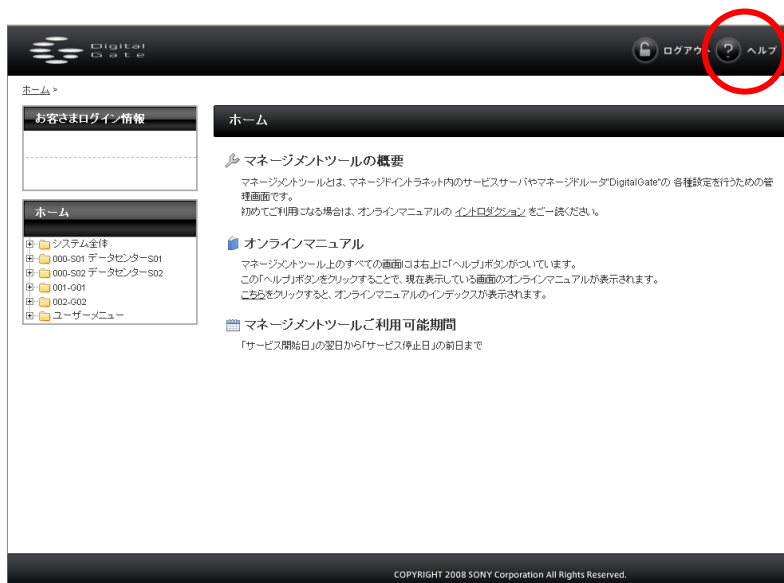 Digital
Gate
ログアウト
ヘルプ
ホーム >
お客さまログイン情報
ホーム
システム全体
000-S01 データセンターS01
000-S02 データセンターS02
001-G01
002-G02
ユーザーメニュー
ホーム
マネージメントツールの概要
マネージメントツールとは、マネージドイントラネット内のサービスサーバやマネージドルータ"DigitalGate"の 各種設定を行うための管
理画面です。
初めてご利用になる場合は、オンラインマニュアルの イントロダクション をご一読ください。
オンラインマニュアル
マネージメントツール上のすべての画面には右上に「ヘルプ」ボタンがついています。
この「ヘルプ」ボタンをクリックすることで、現在表示している画面のオンラインマニュアルが表示されます。
こちらをクリックすると、オンラインマニュアルのインデックスが表示されます。
マネージメントツールご利用可能期間
「サービス開始日」の翌日から「サービス停止日」の前日まで
COPYRIGHT 2008 SONY Corporation All Rights Reserved.